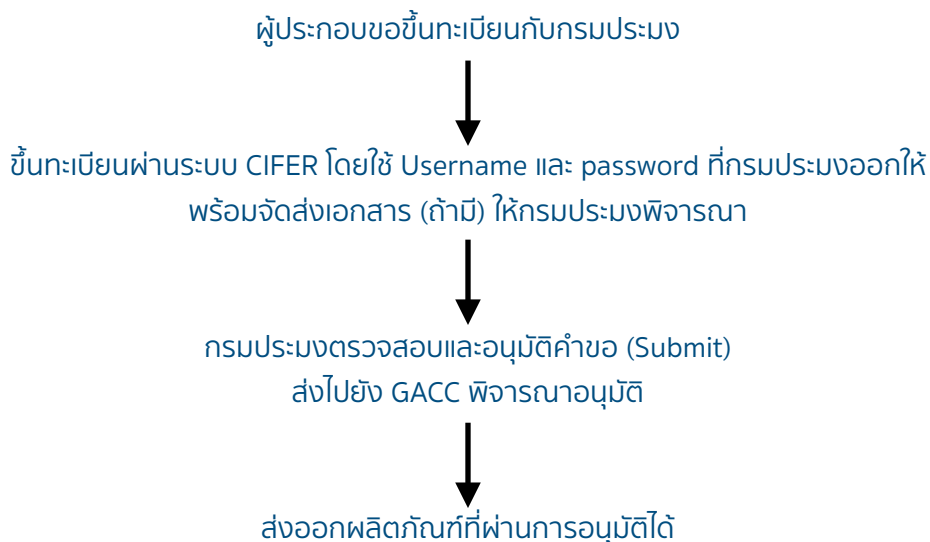 ผู้ประกอบขอขึ้นทะเบียนกับกรมประมง
ขึ้นทะเบียนผ่านระบบ CIFER โดยใช้ Username และ password ที่กรมประมงออกให้
พร้อมจัดส่งเอกสาร (ถ้ามี) ให้กรมประมงพิจารณา
กรมประมงตรวจสอบและอนุมัติคำขอ (Submit)
ส่งไปยัง GACC พิจารณาอนุมัติ
ส่งออกผลิตภัณฑ์ที่ผ่านการอนุมัติได้